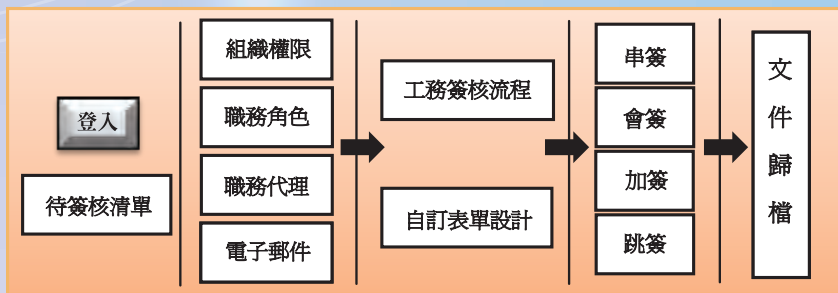 登入
待簽核清單
組織權限
職務角色
職務代理
電子郵件
工務簽核流程
自訂表單設計
串簽
會簽
加簽
跳簽
文件歸檔